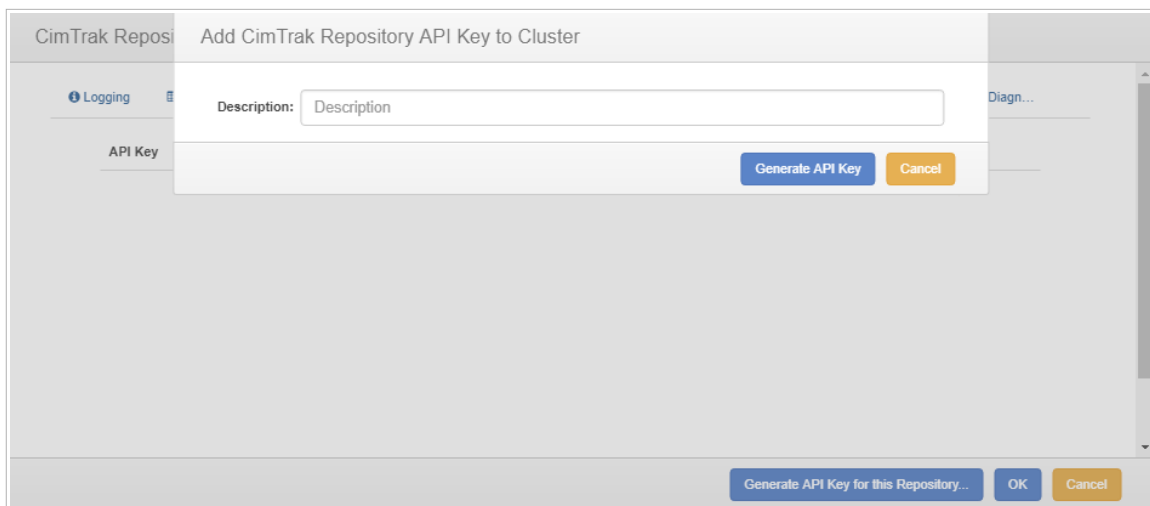 CimTrak Reposi
Add CimTrak Repository API Key to Cluster
Logging
Diagn...
Description: Description
API Key
Generate API Key Cancel
Generate API Key for this Repository... OK Cancel